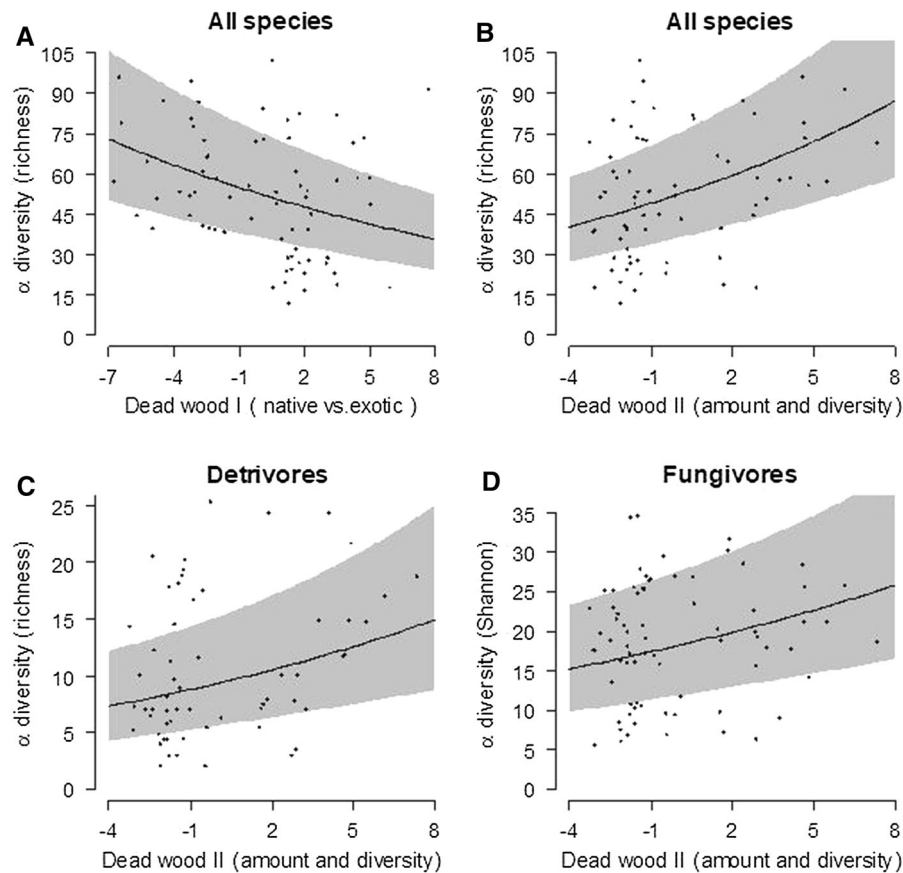 A
All species
α diversity (richness)
105
90
75
60
45
30
15
0
-7 -4 -1 2 5 8
Dead wood I ( native vs.exotic )
B
All species
α diversity (richness)
105
90
75
60
45
30
15
0
-4 -1 2 5 8
Dead wood II (amount and diversity)
C
Detrivores
α diversity (richness)
25
20
15
10
5
0
-4 -1 2 5 8
Dead wood II (amount and diversity)
D
Fungivores
α diversity (Shannon)
35
30
25
20
15
10
5
0
-4 -1 2 5 8
Dead wood II (amount and diversity)